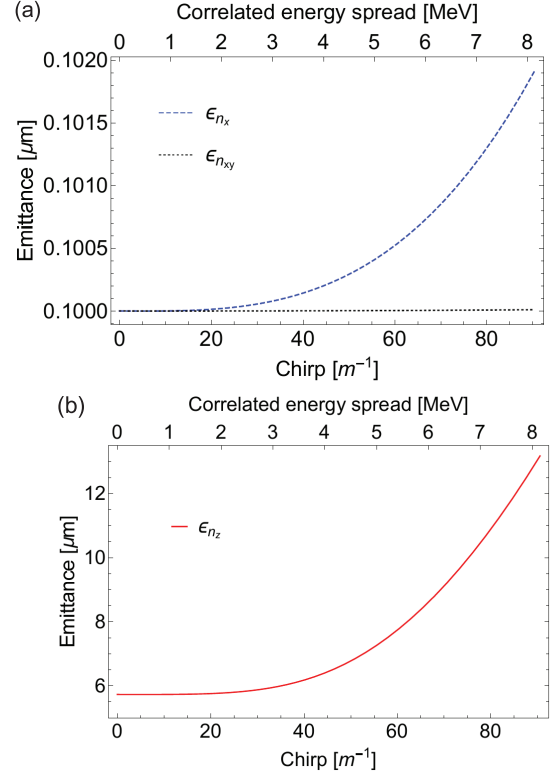 (a)
Correlated energy spread [MeV]
0 1 2 3 4 5 6 7 8
0.1020
0.1015
0.1010
0.1005
0.1000
Emittance [μm]
ϵnx
ϵnxy
0 20 40 60 80
Chirp [m⁻¹]
(b)
Correlated energy spread [MeV]
0 1 2 3 4 5 6 7 8
12
10
8
6
Emittance [μm]
ϵnz
0 20 40 60 80
Chirp [m⁻¹]